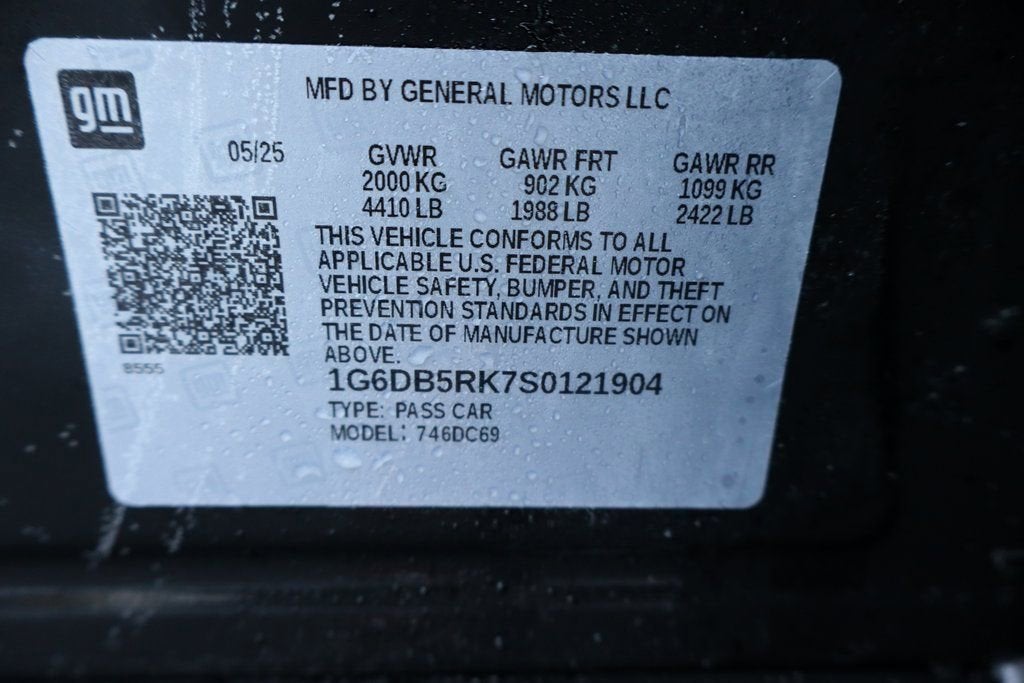 gm
MFD BY GENERAL MOTORS LLC
05/25
GVWR GAWR FRT GAWR RR
2000 KG 902 KG 1099 KG
4410 LB 1988 LB 2422 LB
THIS VEHICLE CONFORMS TO ALL
APPLICABLE U.S. FEDERAL MOTOR
VEHICLE SAFETY, BUMPER, AND THEFT
PREVENTION STANDARDS IN EFFECT ON
THE DATE OF MANUFACTURE SHOWN
ABOVE.
8555
1G6DB5RK7S0121904
TYPE: PASS CAR
MODEL: 746DC69